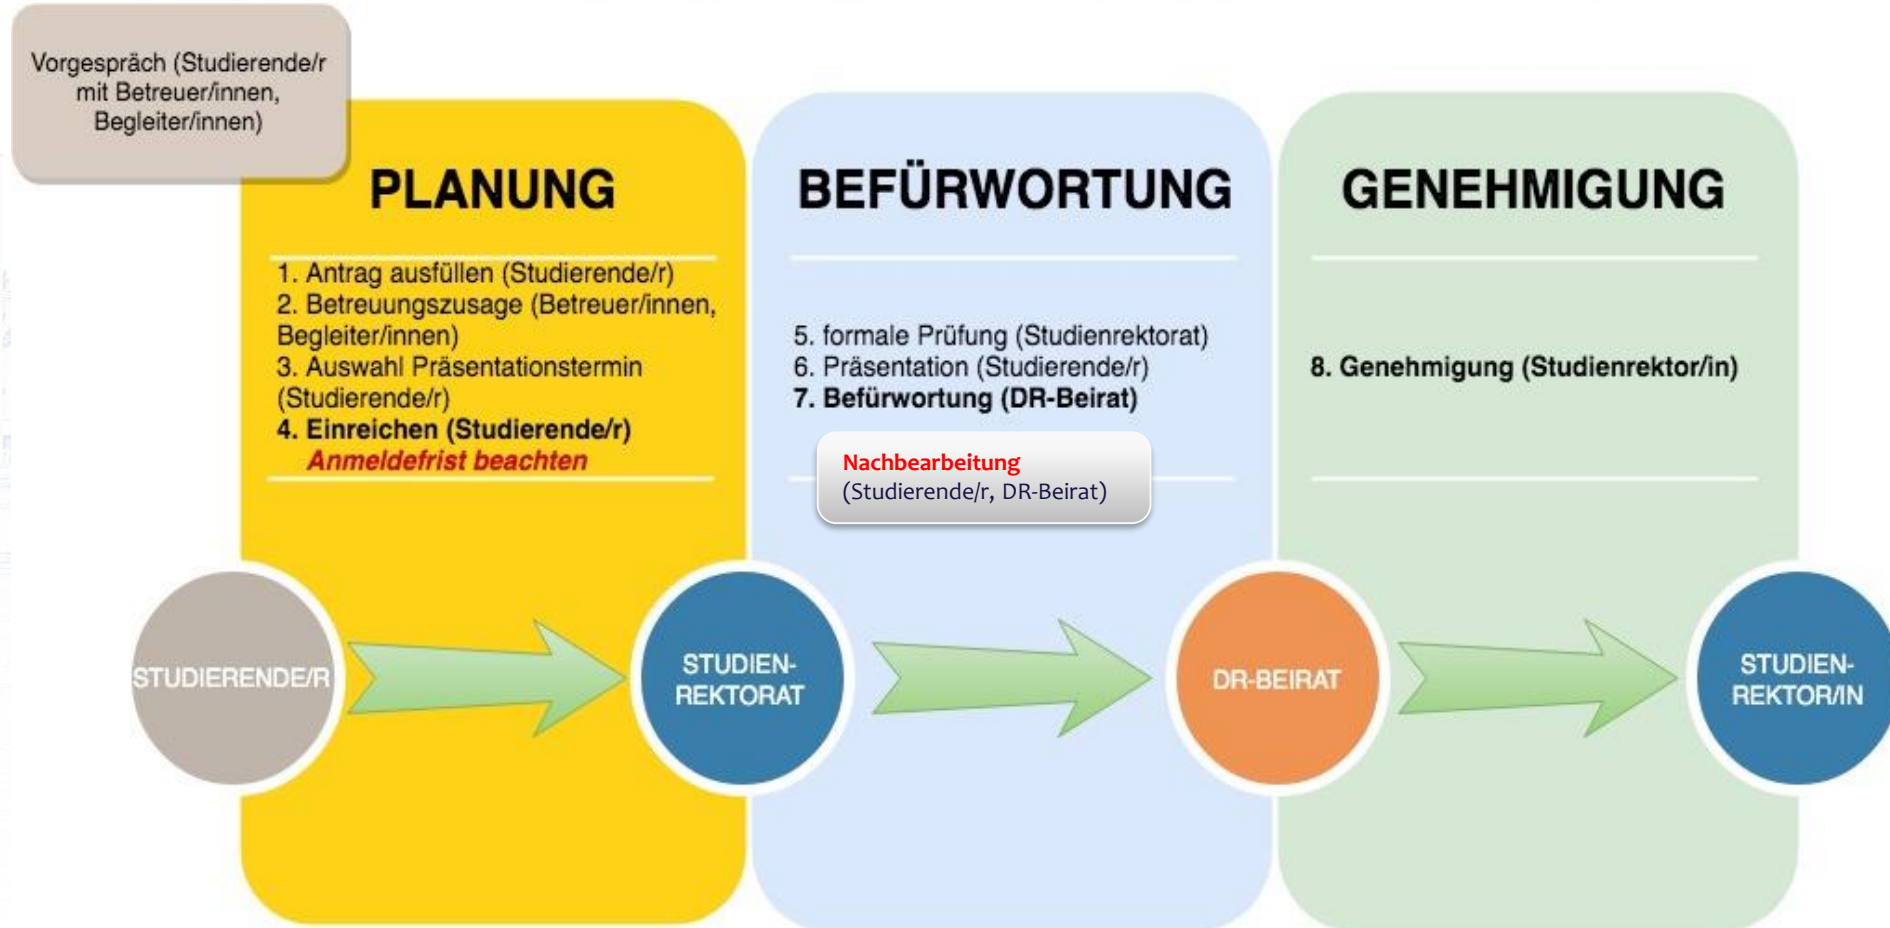 Vorgespräch (Studierende/r
mit Betreuer/innen,
Begleiter/innen)
PLANUNG
1. Antrag ausfüllen (Studierende/r)
2. Betreuungszusage (Betreuer/innen,
Begleiter/innen)
3. Auswahl Präsentationstermin
(Studierende/r)
4. Einreichen (Studierende/r)
Anmeldefrist beachten
BEFÜRWORTUNG
5. formale Prüfung (Studienrektorat)
6. Präsentation (Studierende/r)
7. Befürwortung (DR-Beirat)
Nachbearbeitung
(Studierende/r, DR-Beirat)
GENEHMIGUNG
8. Genehmigung (Studienrektor/in)
STUDIERENDE/R
STUDIEN-
REKTORAT
DR-BEIRAT
STUDIEN-
REKTOR/IN